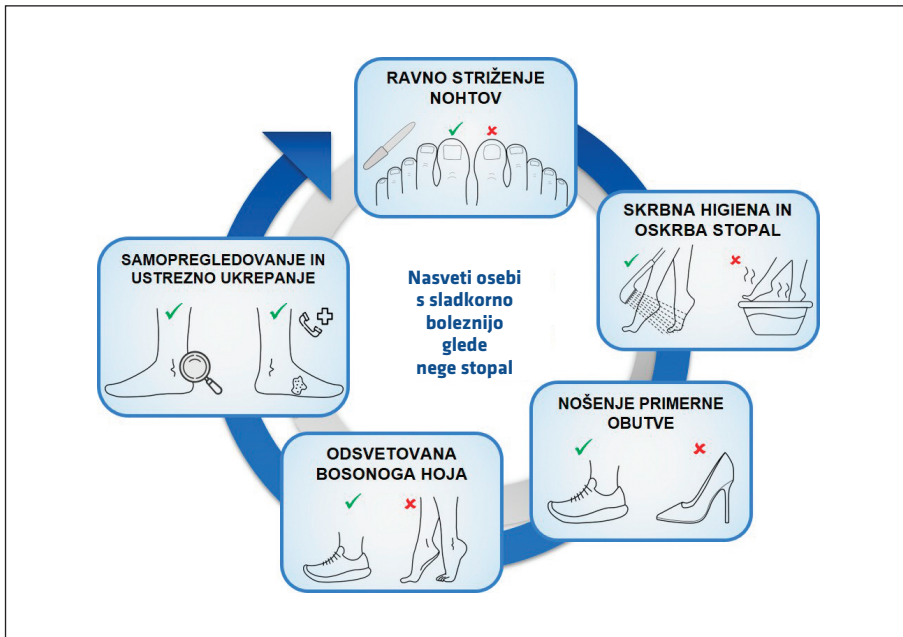 RAVNO STRIŽENJE
NOHTOV
SKRBNA HIGIENA IN
OSKRBA STOPAL
NOŠENJE PRIMERNE
OBUTVE
ODSVETOVANA
BOSONOGA HOJA
SAMOPREGLEDOVANJE IN
USTREZNO UKREPANJE
Nasveti osebi
s sladkorno
boleznijo
glede
nege stopal